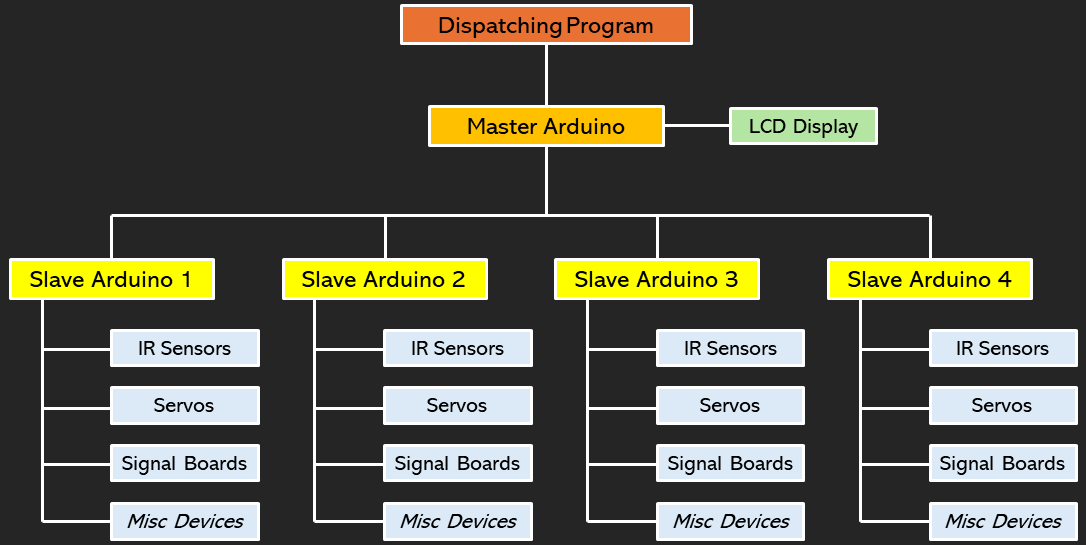 Dispatching Program
Master Arduino
LCD Display
Slave Arduino 1
Slave Arduino 2
Slave Arduino 3
Slave Arduino 4
IR Sensors
IR Sensors
IR Sensors
IR Sensors
Servos
Servos
Servos
Servos
Signal Boards
Signal Boards
Signal Boards
Signal Boards
Misc Devices
Misc Devices
Misc Devices
Misc Devices